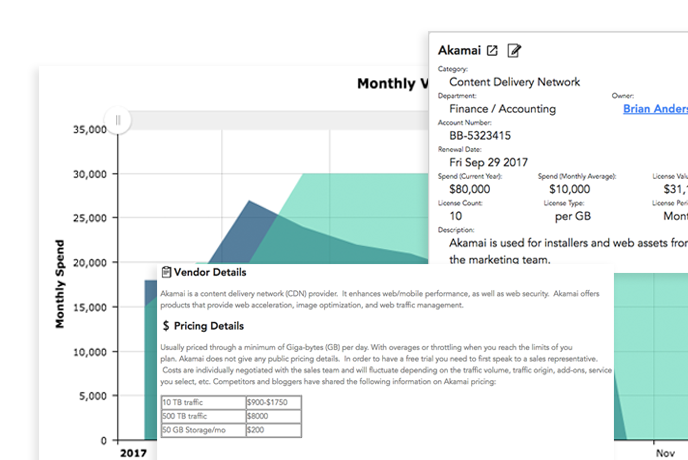 Monthly V
35,000
30,000
25,000
20,000
15,000
10,000
5,000
0
Monthly Spend
2017
Nov
Akamai
Category:
Content Delivery Network
Department:
Owner:
Finance / Accounting
Brian Anders
Account Number:
BB-5323415
Renewal Date:
Fri Sep 29 2017
Spend (Current Year):
Spend (Monthly Average):
License Valu
$80,000
$10,000
$31,
License Count:
License Type:
License Peri
10
per GB
Mont
Description:
Akamai is used for installers and web assets from
the marketing team.
Vendor Details
Akamai is a content delivery network (CDN) provider. It enhances web/mobile performance, as well as web security. Akamai offers
products that provide web acceleration, image optimization, and web traffic management.
$ Pricing Details
Usually priced through a minimum of Giga-bytes (GB) per day. With overages or throttling when you reach the limits of you
plan. Akamai does not give any public pricing details. In order to have a free trial you need to first speak to a sales representative.
Costs are individually negotiated with the sales team and will fluctuate depending on the traffic volume, traffic origin, add-ons, service
you select, etc. Competitors and bloggers have shared the following information on Akamai pricing:
10 TB traffic $900-$1750
500 TB traffic $8000
50 GB Storage/mo $200